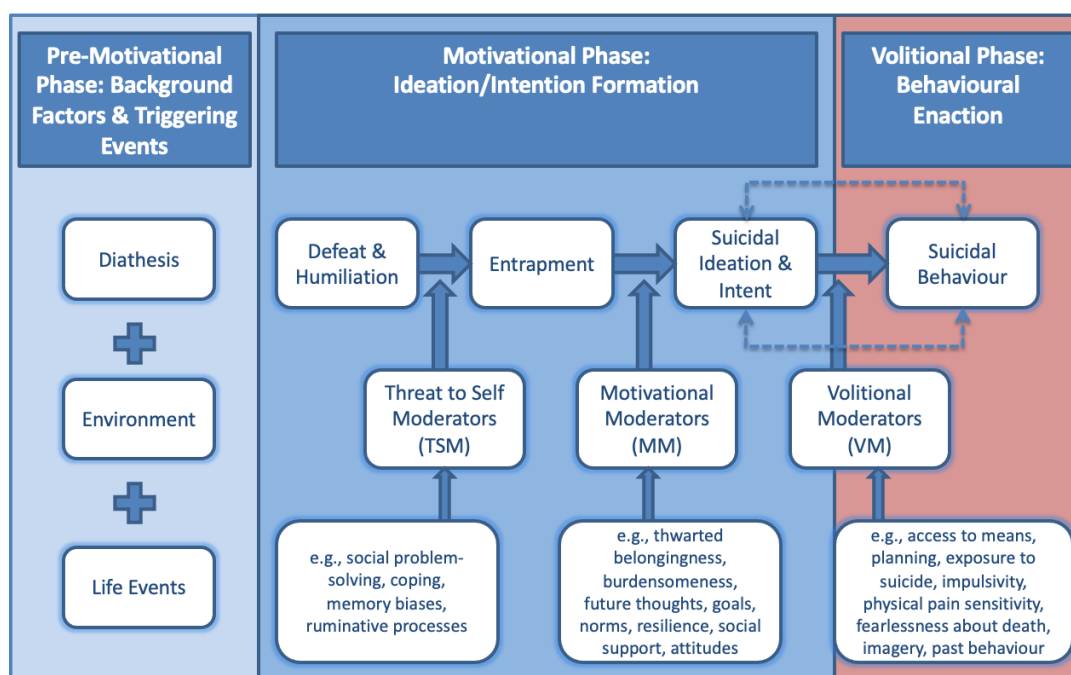 Pre-Motivational
Phase: Background
Factors & Triggering
Events
Motivational Phase:
Ideation/Intention Formation
Volitional Phase:
Behavioural
Enaction
Diathesis
Environment
Life Events
Defeat &
Humiliation
Entrapment
Suicidal
Ideation &
Intent
Suicidal
Behaviour
Threat to Self
Moderators
(TSM)
Motivational
Moderators
(MM)
Volitional
Moderators
(VM)
e.g., social problem-
solving, coping,
memory biases,
ruminative processes
e.g., thwarted
belongingness,
burdensomeness,
future thoughts, goals,
norms, resilience, social
support, attitudes
e.g., access to means,
planning, exposure to
suicide, impulsivity,
physical pain sensitivity,
fearlessness about death,
imagery, past behaviour